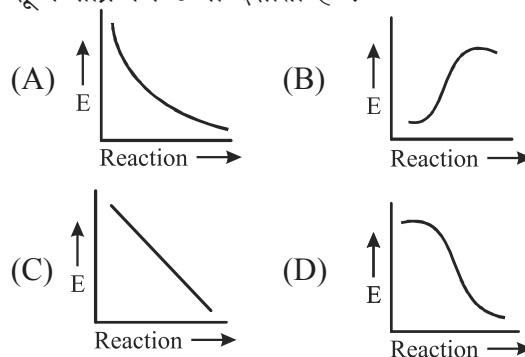 (A) E Reaction
(B) E Reaction
(C) E Reaction
(D) E Reaction